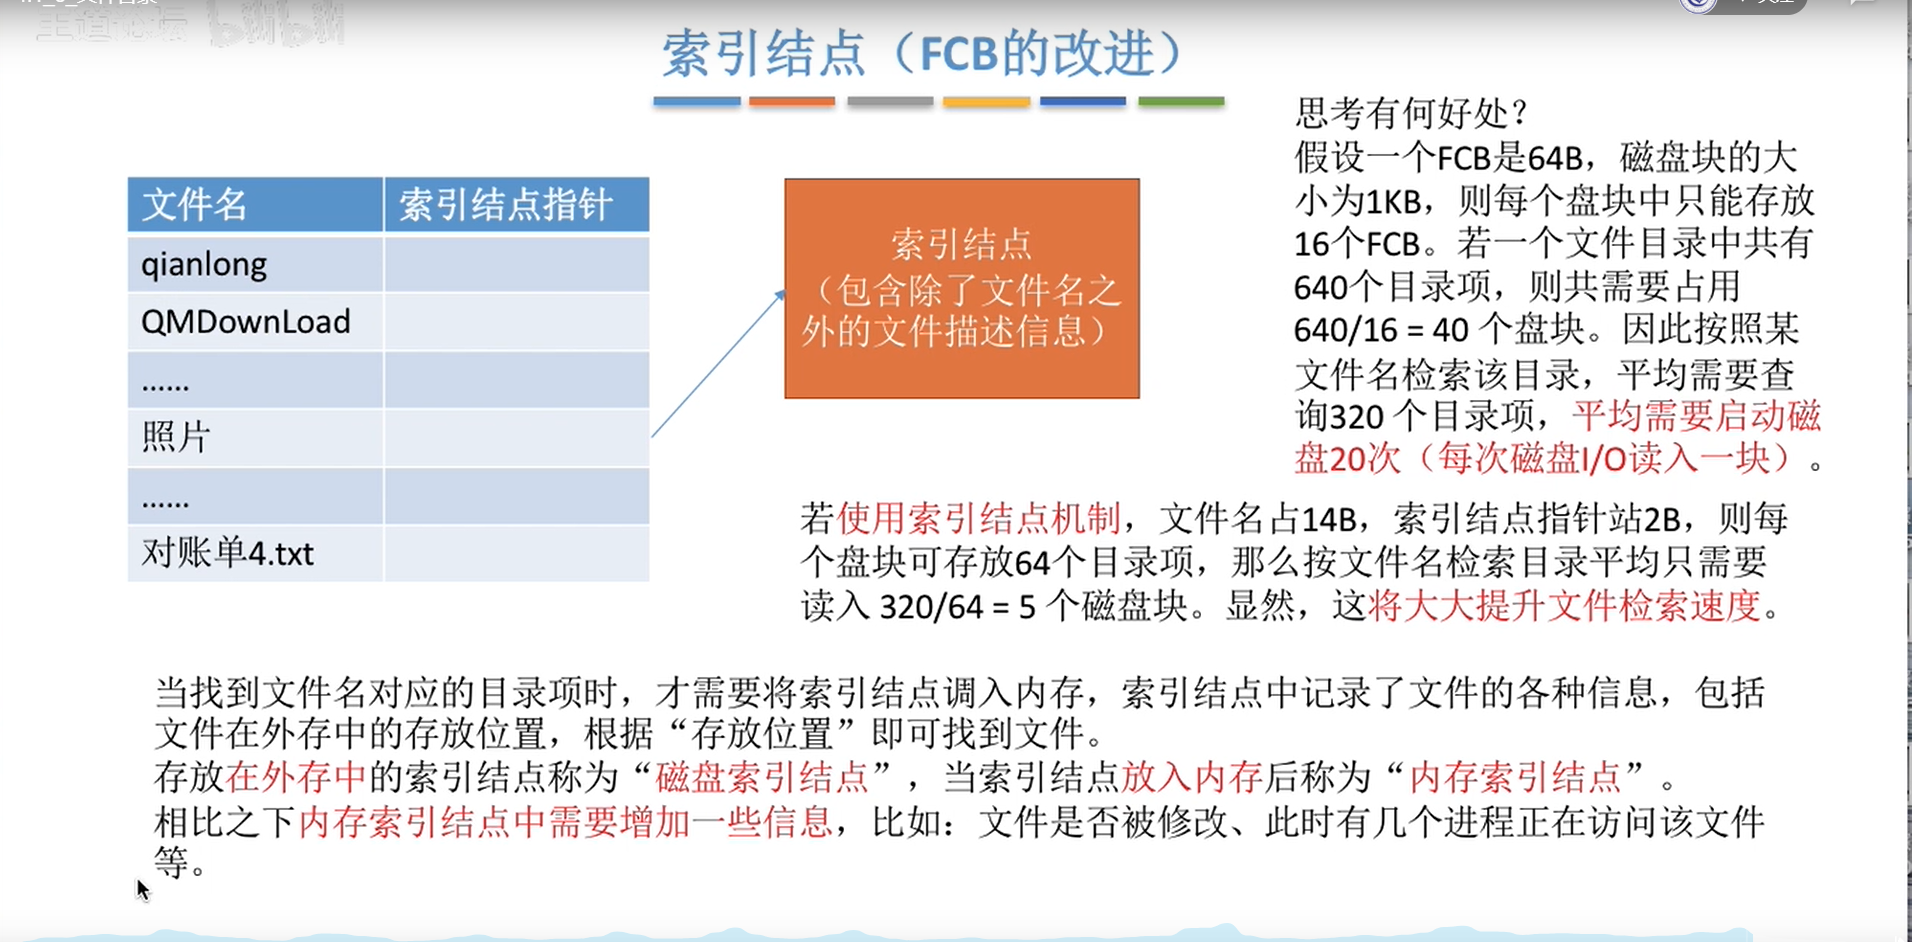 王道论坛 bilibili
索引结点（FCB的改进）
文件名 索引结点指针
qianlong
QMDownLoad
……
照片
……
对账单4.txt
索引结点
（包含除了文件名之
外的文件描述信息）
思考有何好处？
假设一个FCB是64B，磁盘块的大
小为1KB，则每个盘块中只能存放
16个FCB。若一个文件目录中共有
640个目录项，则共需要占用
640/16 = 40 个盘块。因此按照某
文件名检索该目录，平均需要查
询320 个目录项，平均需要启动磁
盘20次（每次磁盘I/O读入一块）。
若使用索引结点机制，文件名占14B，索引结点指针站2B，则每
个盘块可存放64个目录项，那么按文件名检索目录平均只需要
读入 320/64 = 5 个磁盘块。显然，这将大大提升文件检索速度。
当找到文件名对应的目录项时，才需要将索引结点调入内存，索引结点中记录了文件的各种信息，包括
文件在外存中的存放位置，根据“存放位置”即可找到文件。
存放在外存中的索引结点称为“磁盘索引结点”，当索引结点放入内存后称为“内存索引结点”。
相比之下内存索引结点中需要增加一些信息，比如：文件是否被修改、此时有几个进程正在访问该文件
等。